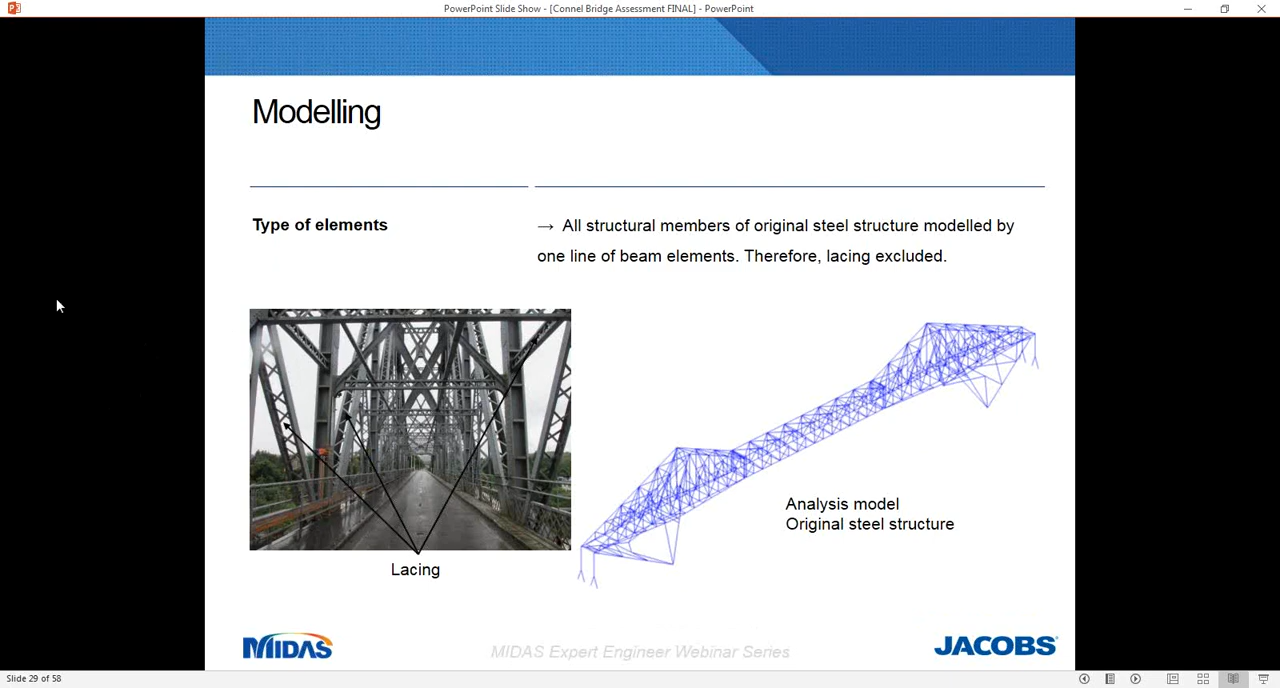 PowerPoint Slide Show - [Connel Bridge Assessment FINAL] - PowerPoint
Modelling
Type of elements
→ All structural members of original steel structure modelled by
one line of beam elements. Therefore, lacing excluded.
Analysis model
Original steel structure
Lacing
MIDAS
MIDAS Expert Engineer Webinar Series
JACOBS
Slide 29 of 58